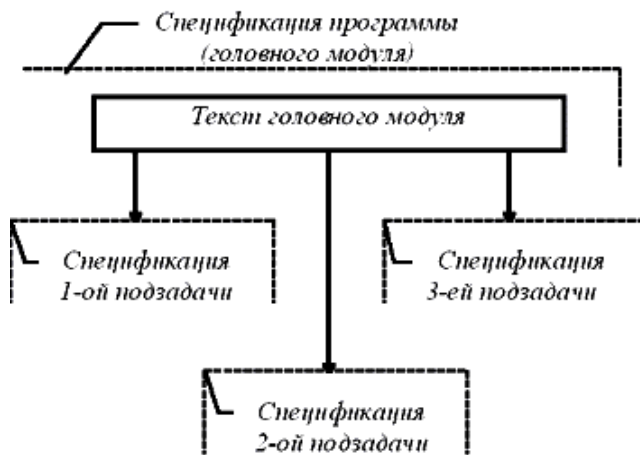 Спецификация программы
(головного модуля)
Текст головного модуля
Спецификация
1-ой подзадачи
Спецификация
3-ей подзадачи
Спецификация
2-ой подзадачи